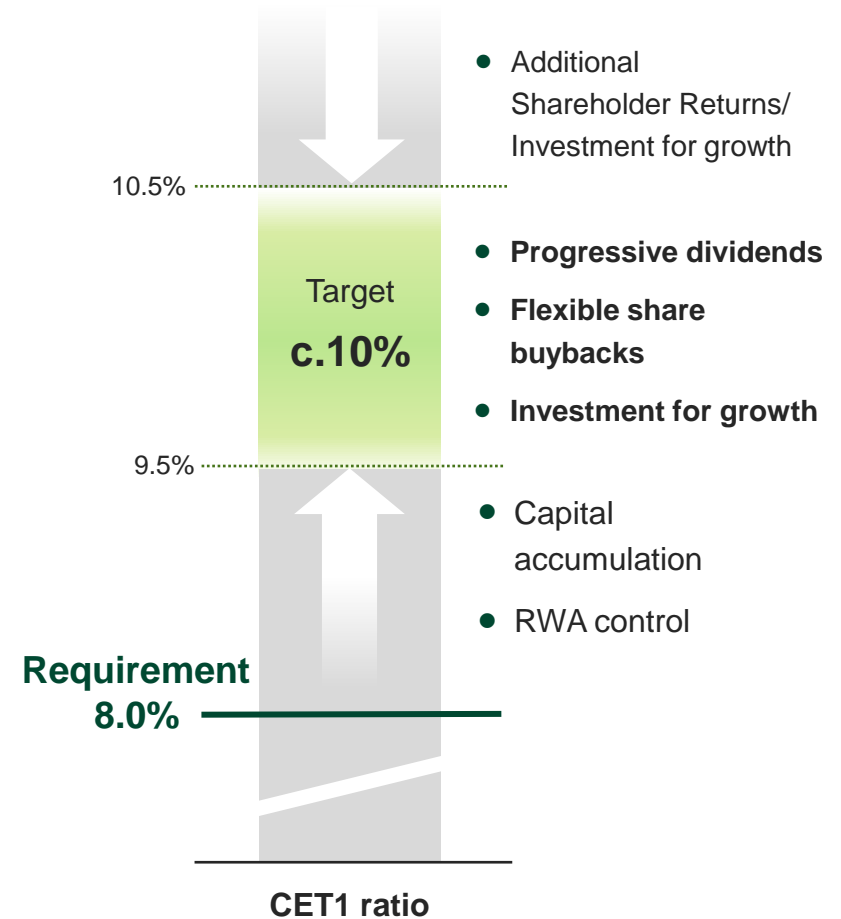 Additional
Shareholder Returns/
Investment for growth
10.5%
Progressive dividends
Target
Flexible share
buybacks
c.10%
Investment for growth
9.5%
Capital
accumulation
RWA control
Requirement
8.0%
CET1 ratio